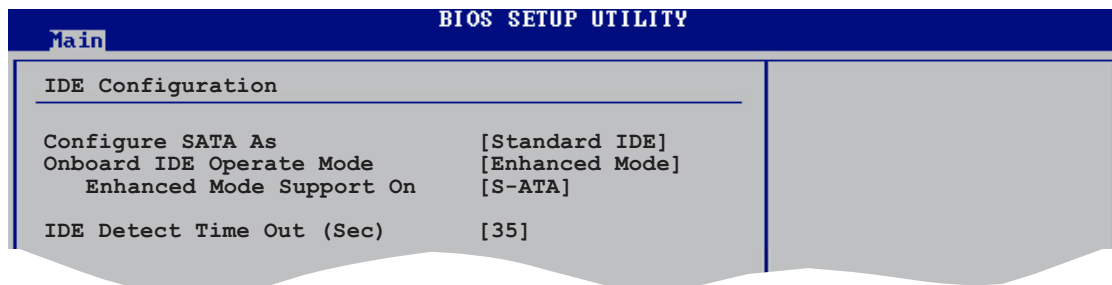 BIOS SETUP UTILITY
Main
IDE Configuration
Configure SATA As [Standard IDE]
Onboard IDE Operate Mode [Enhanced Mode]
Enhanced Mode Support On [S-ATA]
IDE Detect Time Out (Sec) [35]